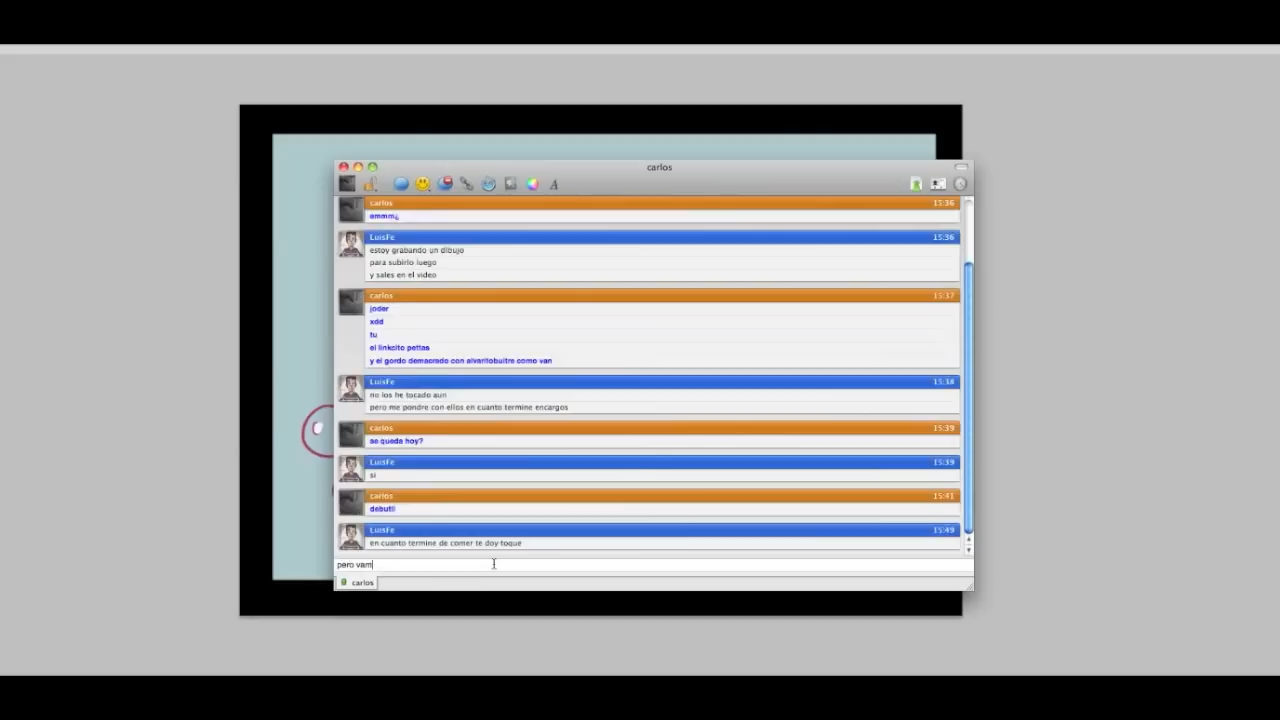 carlos
A
carlos 15:36
emmm¿
LuisFe 15:36
estoy grabando un dibujo
para subirlo luego
y sales en el video
carlos 15:37
joder
xdd
tu
el linkcito pettas
y el gordo demacrado con alvaritobuitre como van
LuisFe 15:38
no los he tocado aun
pero me pondre con ellos en cuanto termine encargos
carlos 15:39
se queda hoy?
LuisFe 15:39
si
carlos 15:41
debuti!
LuisFe 15:49
en cuanto termine de comer te doy toque
pero vam
carlos